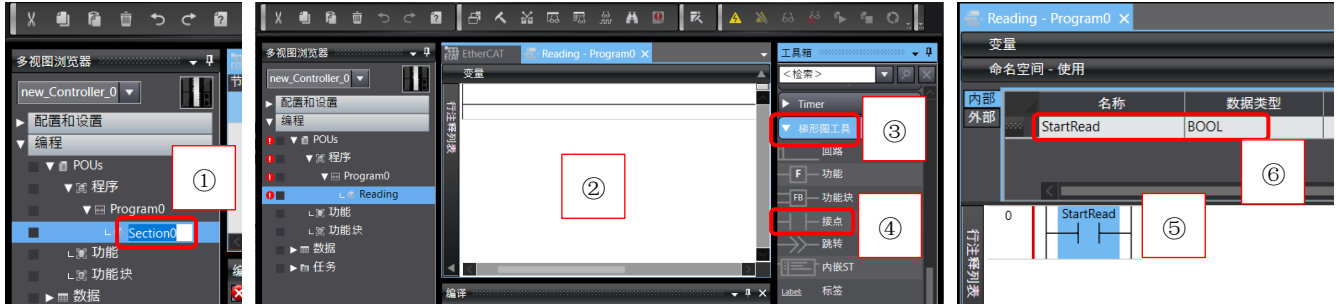 多视图浏览器
new_Controller_0
配置和设置
编程
POUs
程序
Program0
Section0
功能
功能块
数据
①
多视图浏览器
new_Controller_0
配置和设置
编程
POUs
程序
Program0
Reading
功能
功能块
数据
任务
EtherCAT
Reading - Program0
变量
行注释列表
②
编译
工具箱
<检索>
Timer
梯形图工具
③
回路
F 功能
FB 功能块
接点
④
跳转
内嵌ST
Label: 标签
Reading - Program0
变量
命名空间 - 使用
内部
外部
名称 数据类型
StartRead BOOL
⑥
0
StartRead
⑤
行注释列表